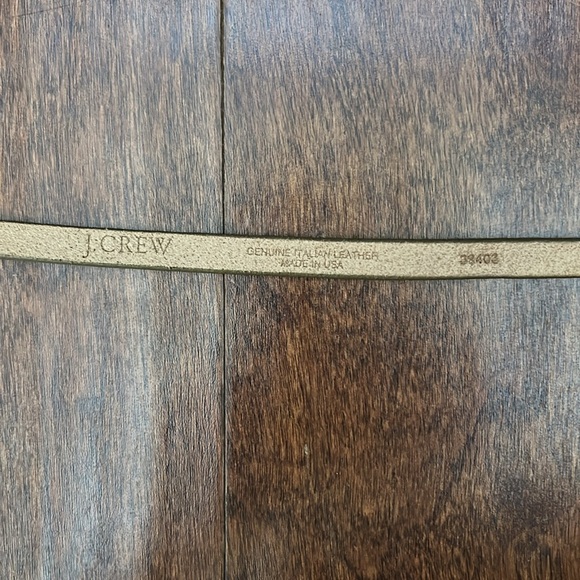 J.CREW
GENUINE ITALIAN LEATHER
MADE IN USA
38403